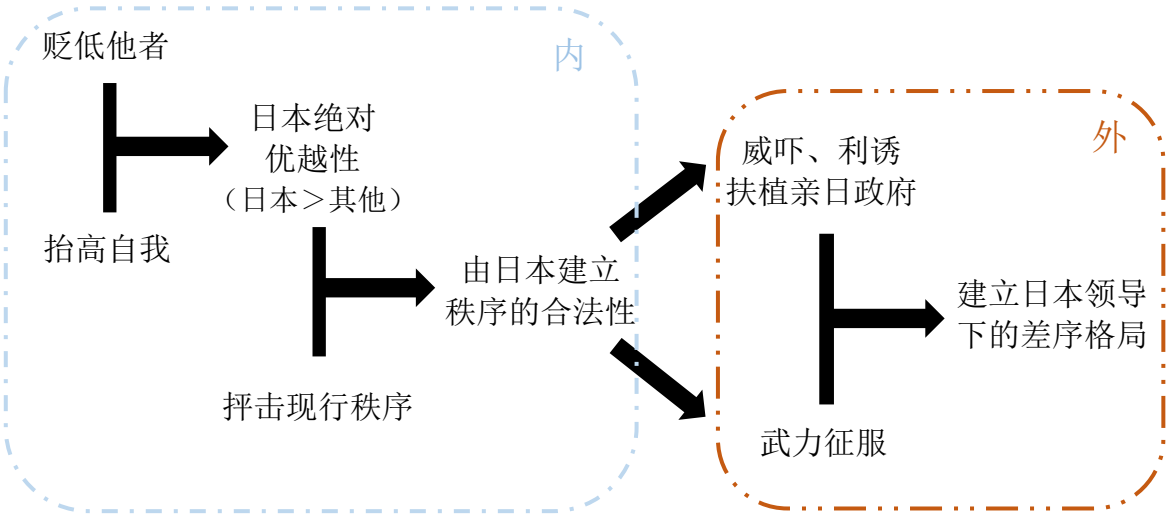 贬低他者
内
日本绝对
优越性
（日本＞其他）
抬高自我
由日本建立
秩序的合法性
抨击现行秩序
外
威吓、利诱
扶植亲日政府
建立日本领导
下的差序格局
武力征服